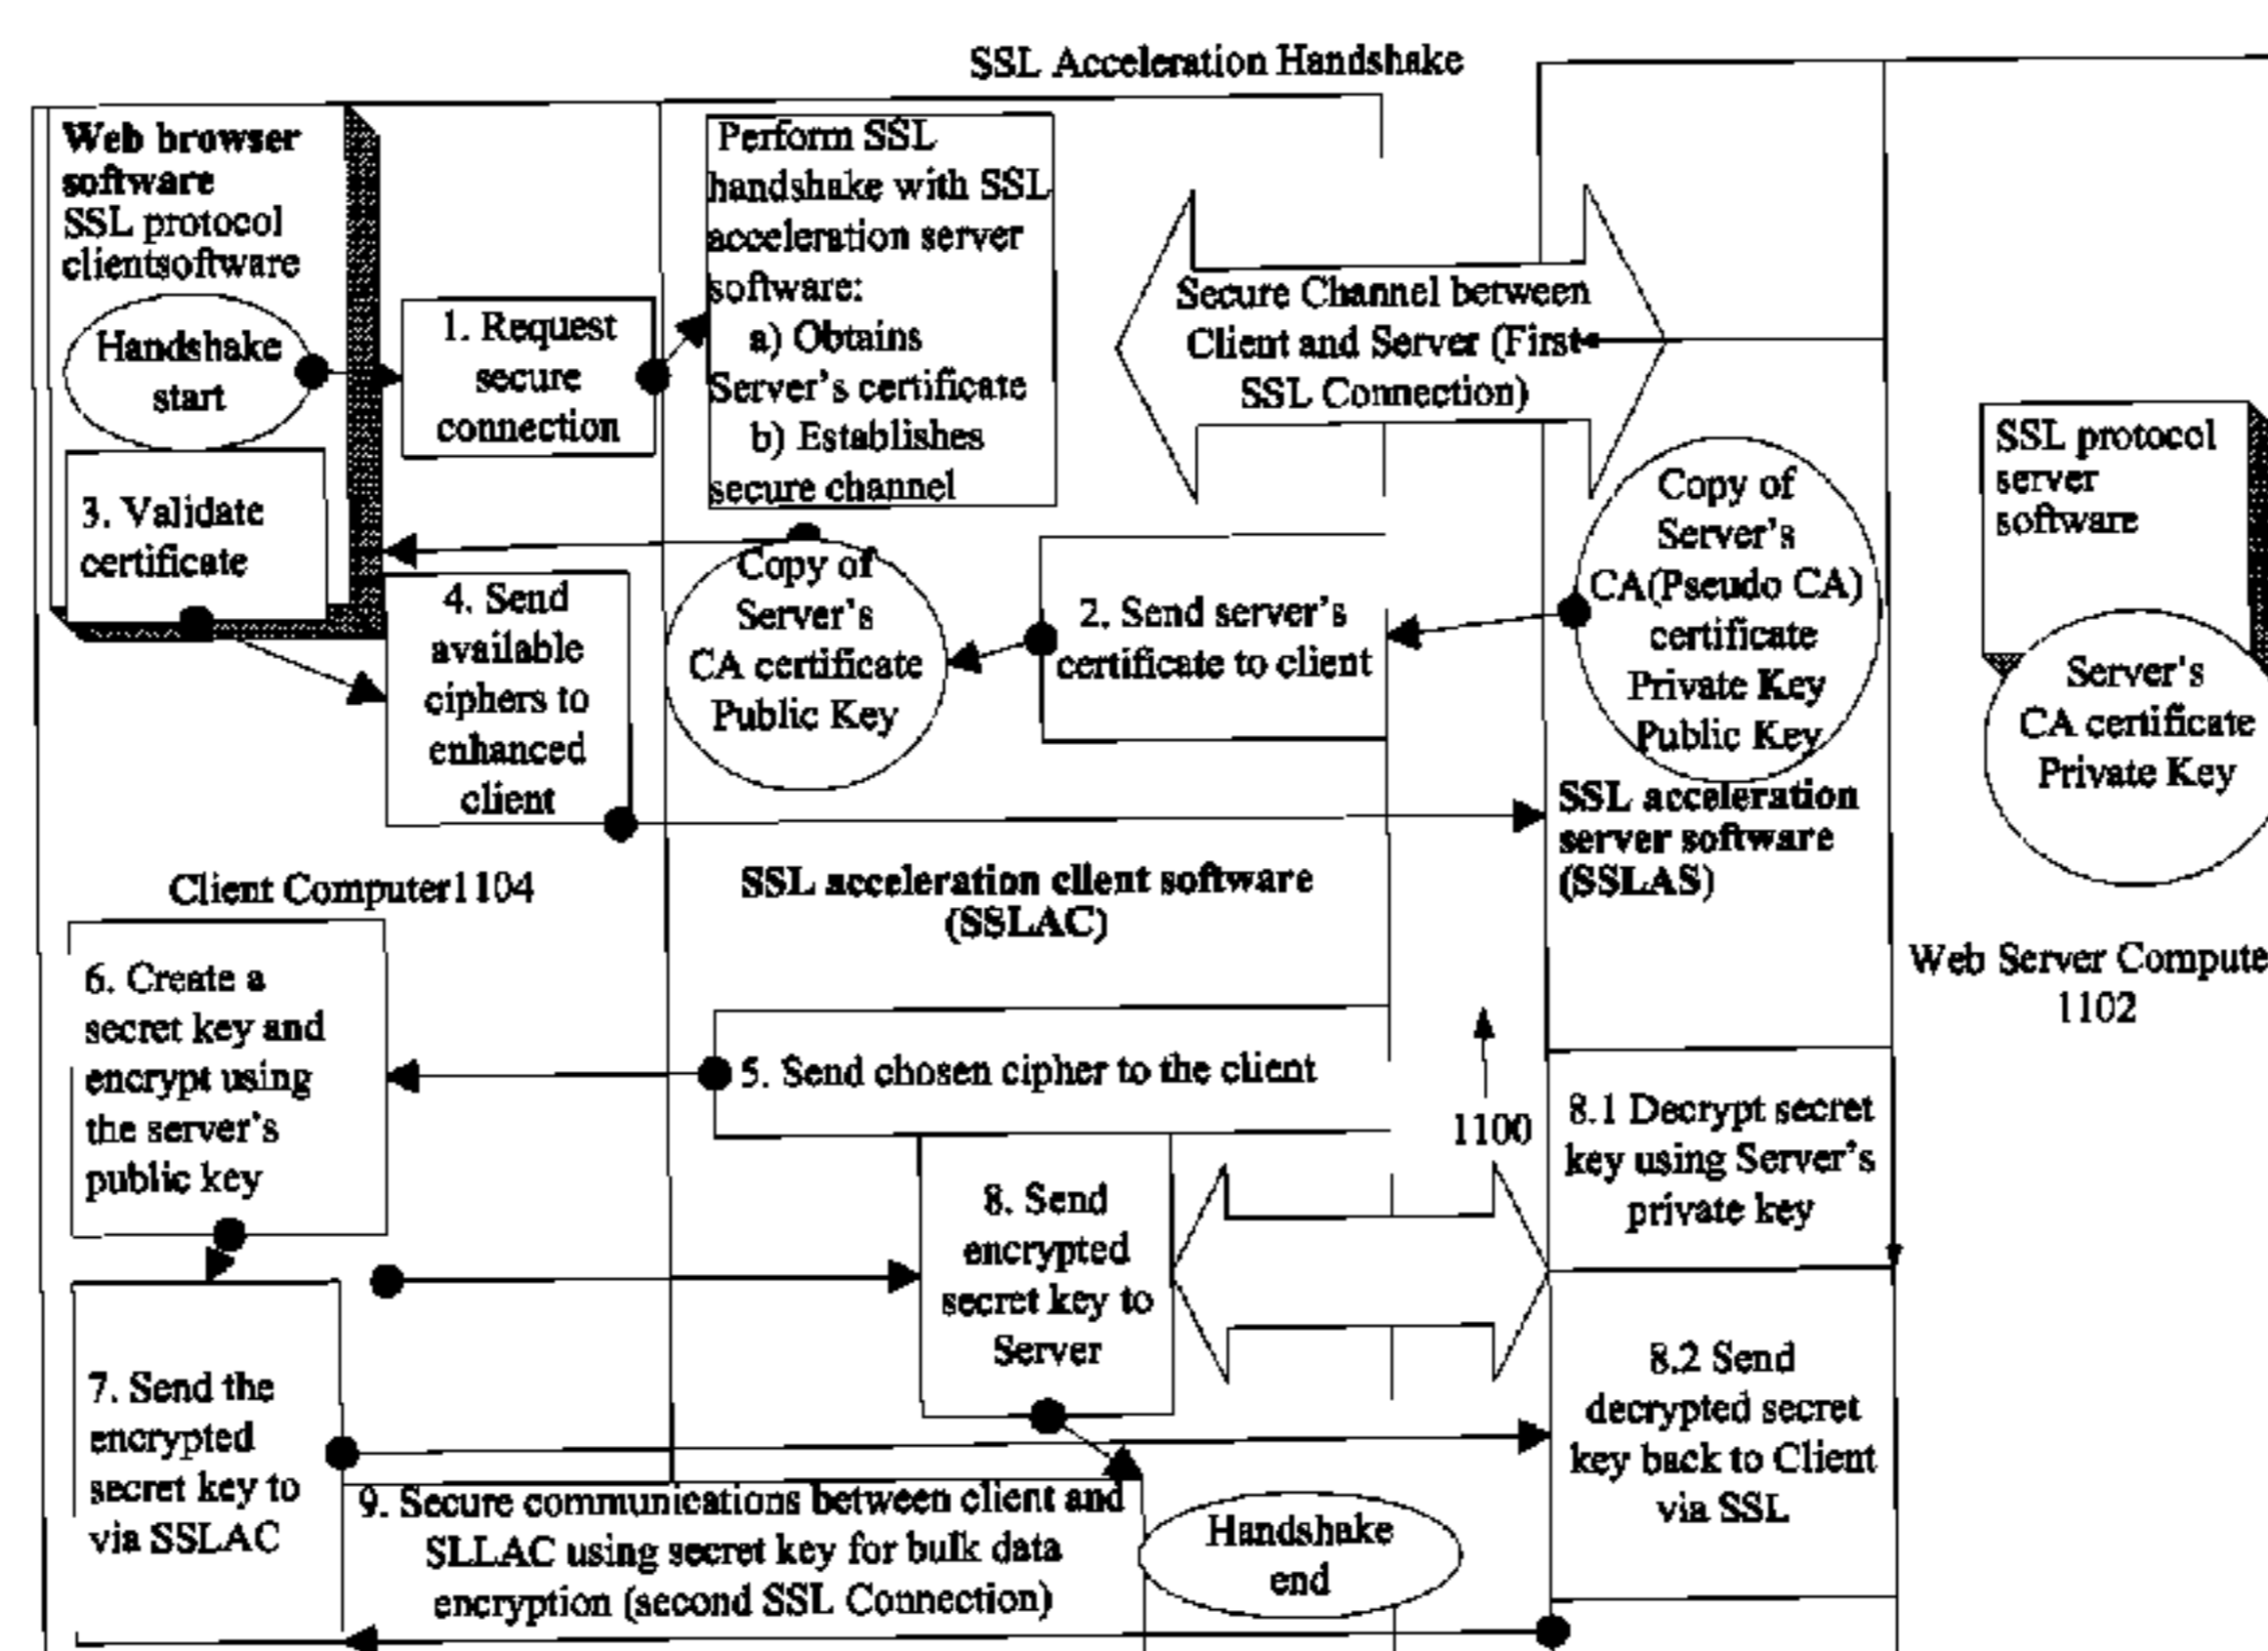 SSL Acceleration Handshake
Web browser
software
SSL protocol
clientsoftware
Handshake
start
1. Request
secure
connection
Perform SSL
handshake with SSL
acceleration server
software:
a) Obtains
Server's certificate
b) Establishes
secure channel
Secure Channel between
Client and Server (First
SSL Connection)
SSL protocol
server
software
3. Validate
certificate
4. Send
available
ciphers to
enhanced
client
Copy of
Server's
CA certificate
Public Key
2. Send server's
certificate to client
Copy of
Server's
CA(Pseudo CA)
certificate
Private Key
Public Key
Server's
CA certificate
Private Key
SSL acceleration
server software
(SSLAS)
Client Computer1104
SSL acceleration client software
(SSLAC)
Web Server Compute
1102
6. Create a
secret key and
encrypt using
the server's
public key
5. Send chosen cipher to the client
1100
8.1 Decrypt secret
key using Server's
private key
8. Send
encrypted
secret key to
Server
7. Send the
encrypted
secret key to
via SSLAC
8.2 Send
decrypted secret
key back to Client
via SSL
9. Secure communications between client and
SLLAC using secret key for bulk data
encryption (second SSL Connection)
Handshake
end